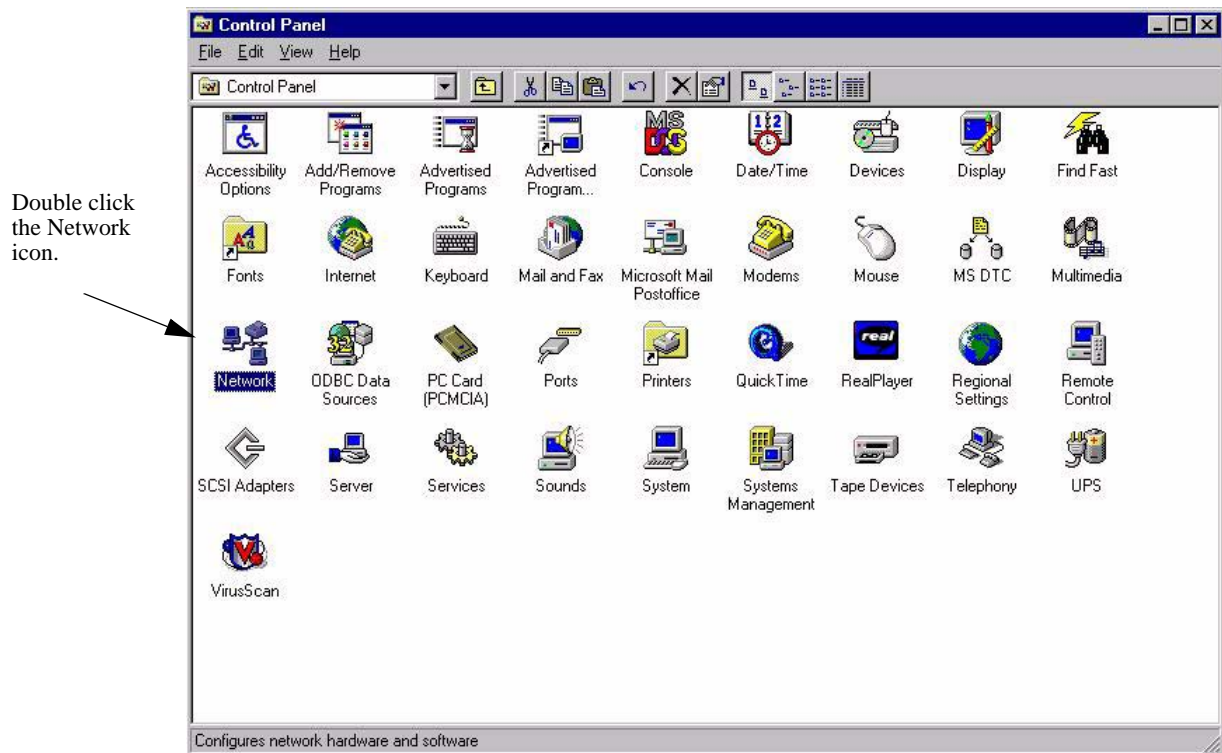 Control Panel
File Edit View Help
Control Panel
Accessibility Options
Add/Remove Programs
Advertised Programs
Advertised Program...
MS DOS
Console
Date/Time
Devices
Display
Find Fast
Double click
the Network
icon.
Fonts
Internet
Keyboard
Mail and Fax
Microsoft Mail Postoffice
Modems
Mouse
MS DTC
Multimedia
Network
32
ODBC Data Sources
PC Card (PCMCIA)
Ports
Printers
QuickTime
real
RealPlayer
Regional Settings
Remote Control
SCSI Adapters
Server
Services
Sounds
System
Systems Management
Tape Devices
Telephony
UPS
V
VirusScan
Configures network hardware and software